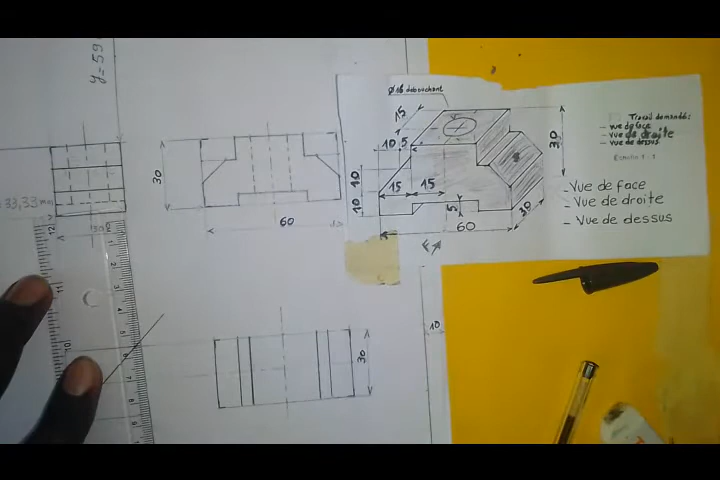 y=59
33,33 mm
30
60
30
10
Ø16 débouchant
15
10 5
30
10
10
15 15
5
60
30
Travail demandé:
- vue de face
- vue de droite
- vue de dessus
Echelle 1:1
- Vue de face
- Vue de droite
- Vue de dessus